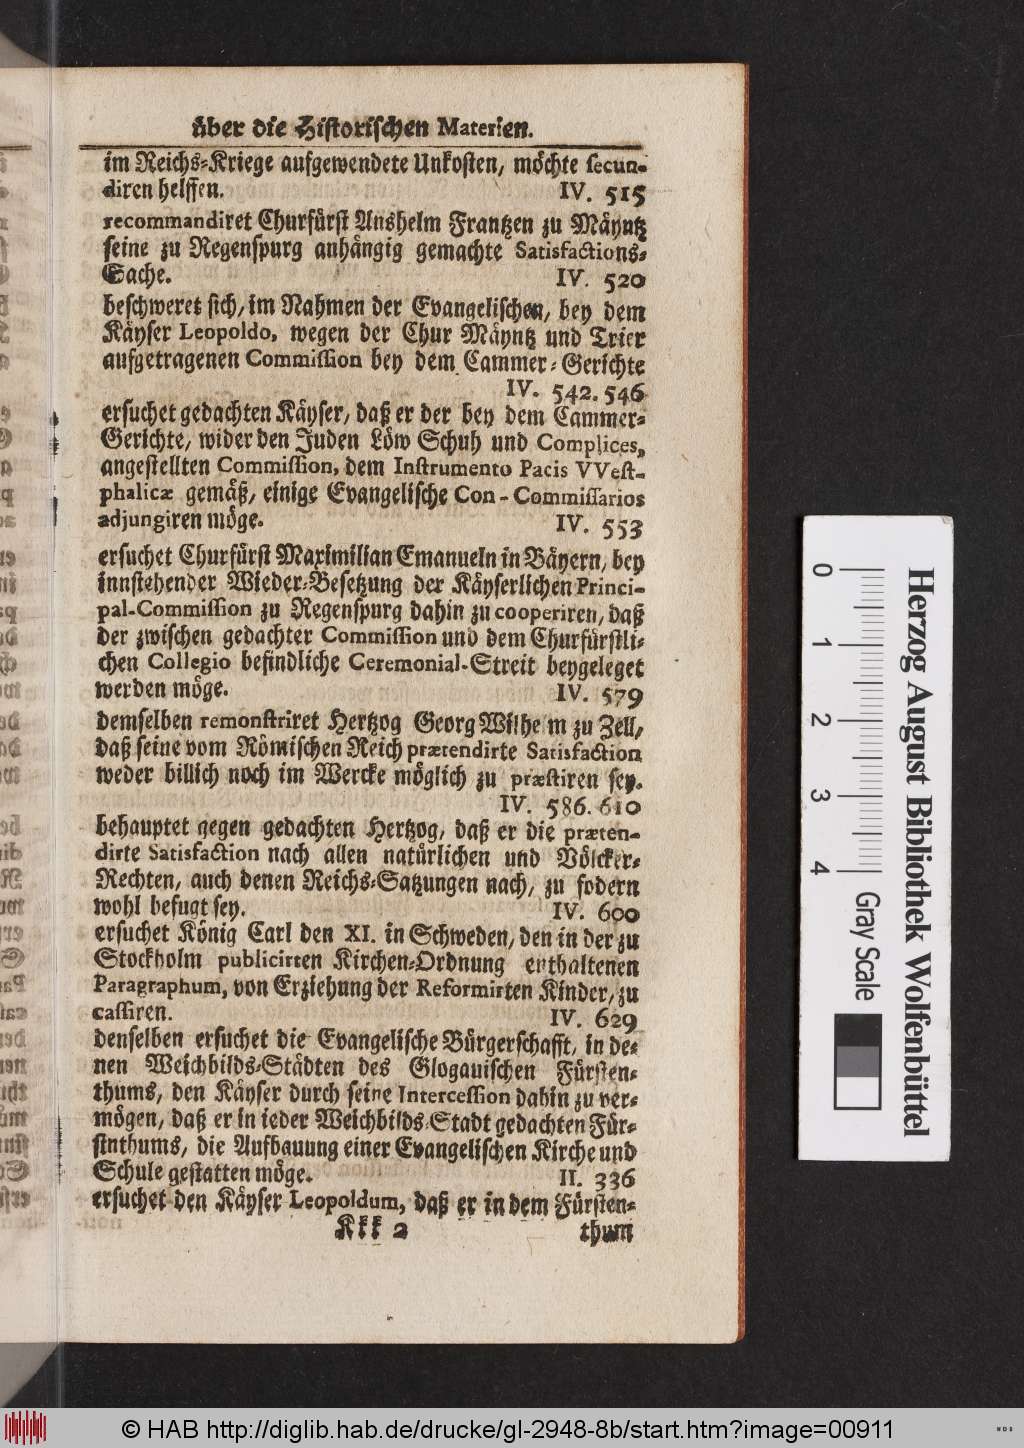 über die Historischen Materien.
im Reichs-Kriege aufgewendete Unkosten, möchte secun-
diren helffen. IV. 515
recommandiret Churfürst Anshelm Frantzen zu Mäyntz
seine zu Regenspurg anhängig gemachte Satisfactions-
Sache. IV. 520
beschweret sich, im Nahmen der Evangelischen, bey dem
Käyser Leopoldo, wegen der Chur Mäyntz und Trier
aufgetragenen Commission bey dem Cammer-Gerichte
IV. 542. 546
ersuchet gedachten Käyser, daß er der bey dem Cammer-
Gerichte, wider den Juden Löw Schuh und Complices,
angestellten Commission, dem Instrumento Pacis VVest-
phalicæ gemäß, einige Evangelische Con-Commissarios
adjungiren möge. IV. 553
ersuchet Churfürst Maximilian Emanueln in Bäyern, bey
innstehender Wieder-Besetzung der Käyserlichen Princi-
pal-Commission zu Regenspurg dahin zu cooperiren, daß
der zwischen gedachter Commission und dem Churfürstli-
chen Collegio befindliche Ceremonial-Streit beygeleget
werden möge. IV. 579
demselben remonstriret Hertzog Georg Wilhelm zu Zell,
daß seine vom Römischen Reich prætendirte Satisfaction
weder billich noch im Wercke möglich zu præstiren sey.
IV. 586. 610
behauptet gegen gedachten Hertzog, daß er die præten-
dirte Satisfaction nach allen natürlichen und Völcker-
Rechten, auch denen Reichs-Satzungen nach, zu fodern
wohl befugt sey. IV. 600
ersuchet König Carl den XI. in Schweden, den in der zu
Stockholm publicirten Kirchen-Ordnung enthaltenen
Paragraphum, von Erziehung der Reformirten Kinder, zu
cassiren. IV. 629
denselben ersuchet die Evangelische Bürgerschafft, in de-
nen Weichbilds-Städten des Glogauischen Fürsten-
thums, den Käyser durch seine Intercession dahin zu ver-
mögen, daß er in ieder Weichbilds-Stadt gedachten Für-
stnthums, die Aufbauung einer Evangelischen Kirche und
Schule gestatten möge. II. 336
ersuchet den Käyser Leopoldum, daß er in dem Fürsten-
Kkk 2 thum
0 1 2 3 4
Gray Scale
Herzog August Bibliothek Wolfenbüttel
© HAB http://diglib.hab.de/drucke/gl-2948-8b/start.htm?image=00911